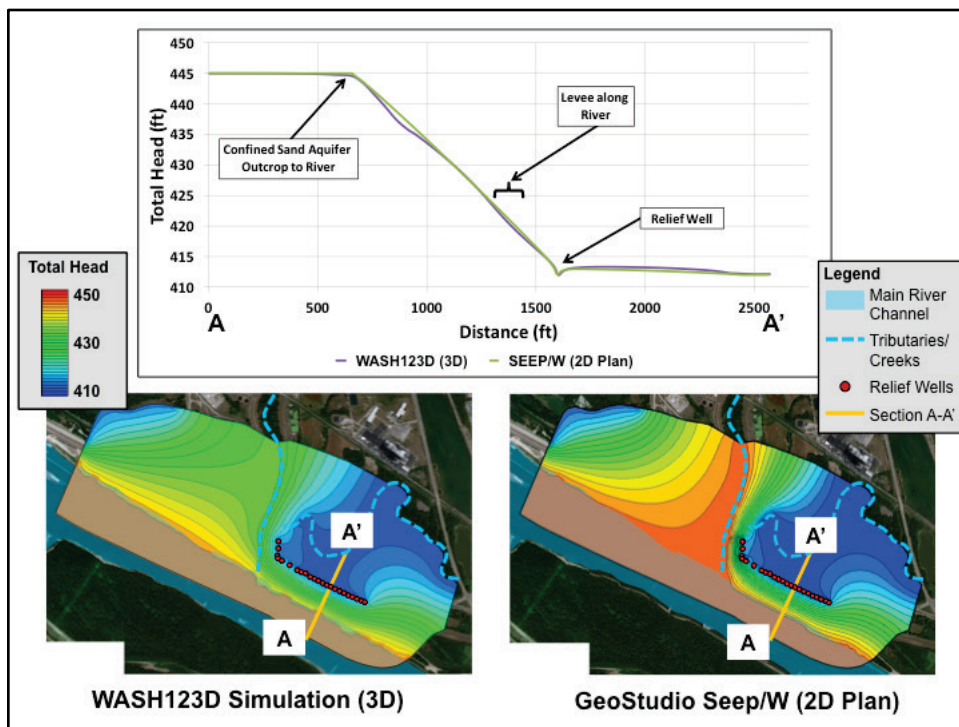 450
445
440
435
430
425
420
415
410
Total Head (ft)
Confined Sand Aquifer
Outcrop to River
Levee along
River
Relief Well
0
500
1000
1500
2000
2500
A
Distance (ft)
A’
WASH123D (3D)
SEEP/W (2D Plan)
Total Head
450
430
410
Legend
Main River
Channel
Tributaries/
Creeks
Relief Wells
Section A-A’
A’
A
A’
A
WASH123D Simulation (3D)
GeoStudio Seep/W (2D Plan)